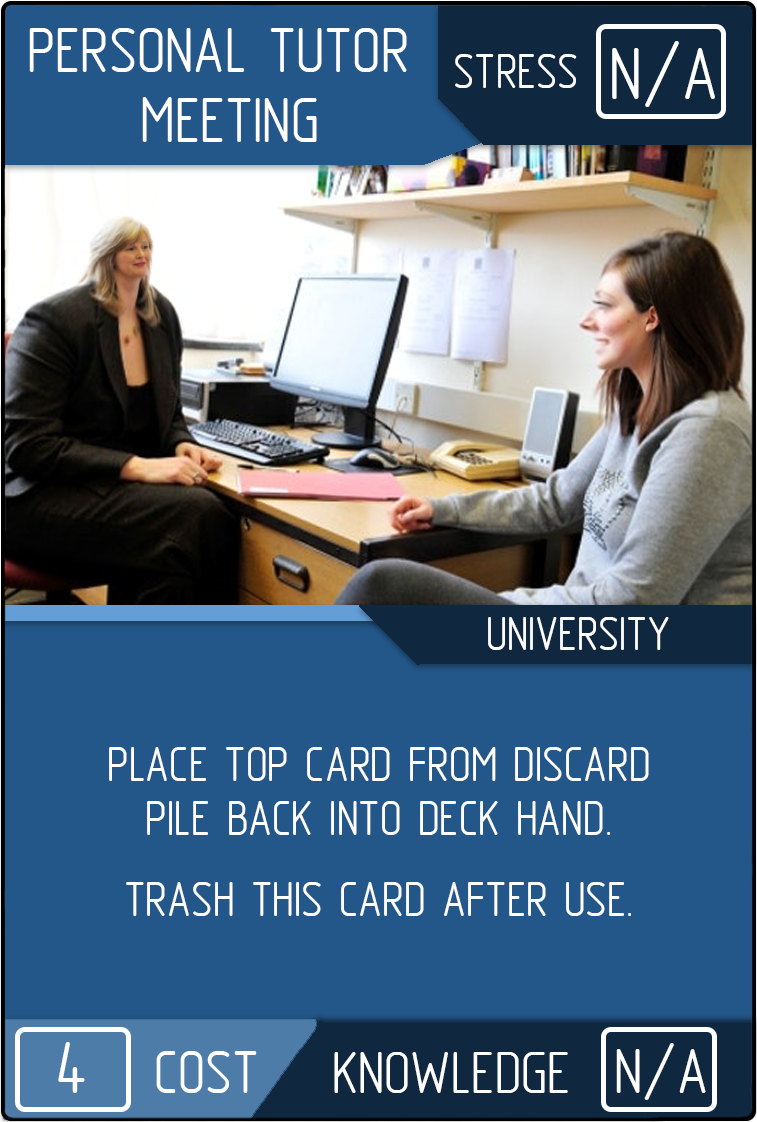 PERSONAL TUTOR
MEETING
STRESS N/A
UNIVERSITY
PLACE TOP CARD FROM DISCARD
PILE BACK INTO DECK HAND.
TRASH THIS CARD AFTER USE.
4 COST KNOWLEDGE N/A